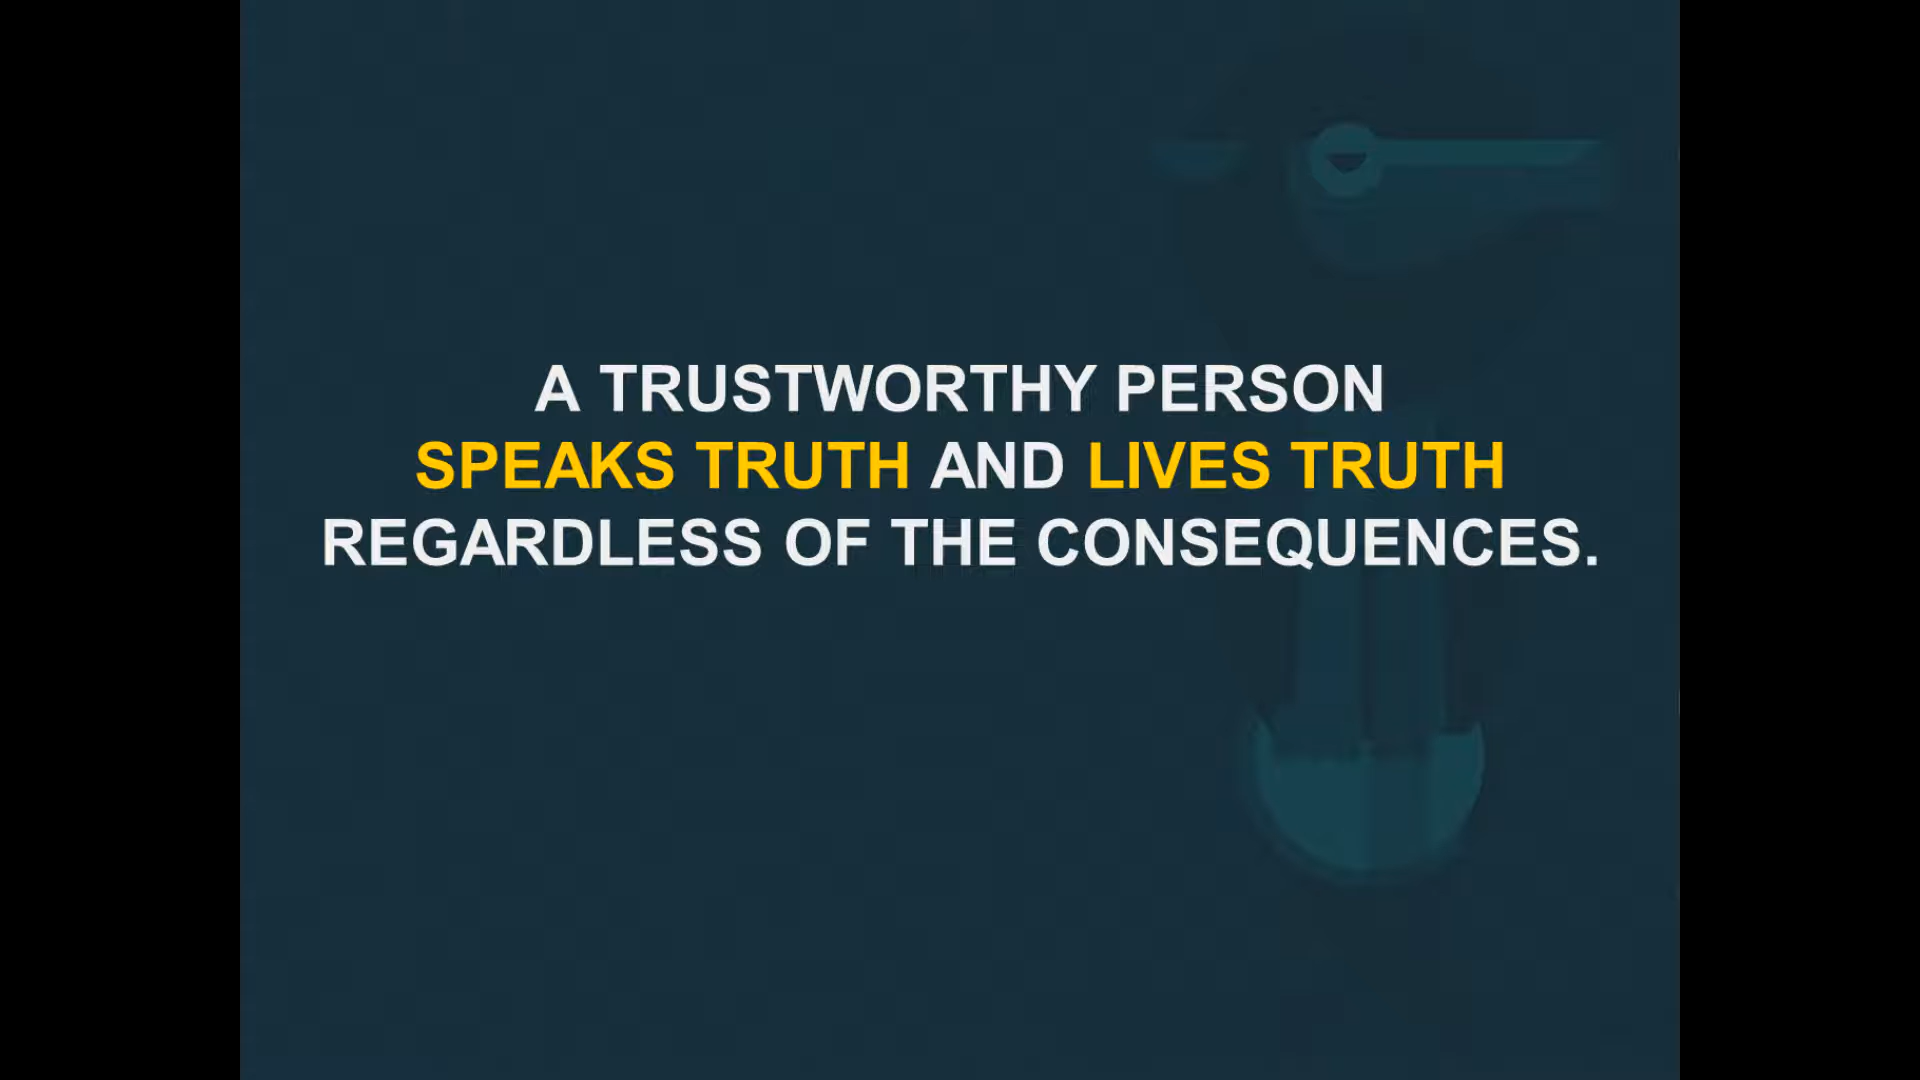 A TRUSTWORTHY PERSON
SPEAKS TRUTH AND LIVES TRUTH
REGARDLESS OF THE CONSEQUENCES.